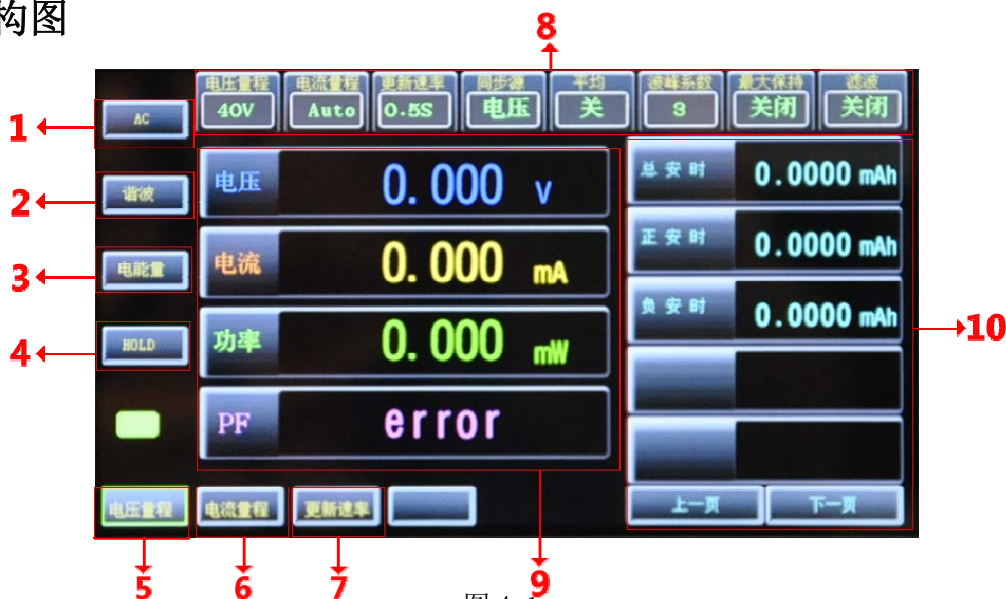 构图
8
电压量程 电流量程 更新速率 同步源 平均 波峰系数 最大保持 滤波
40V Auto 0.5S 电压 关 3 关闭 关闭
1
AC
电压 0.000 V
总安时 0.0000 mAh
2
谐波
正安时 0.0000 mAh
3
电能量
电流 0.000 mA
负安时 0.0000 mAh
10
4
HOLD
功率 0.000 mW
PF error
电压量程 电流量程 更新速率
上一页 下一页
5 6 7 9